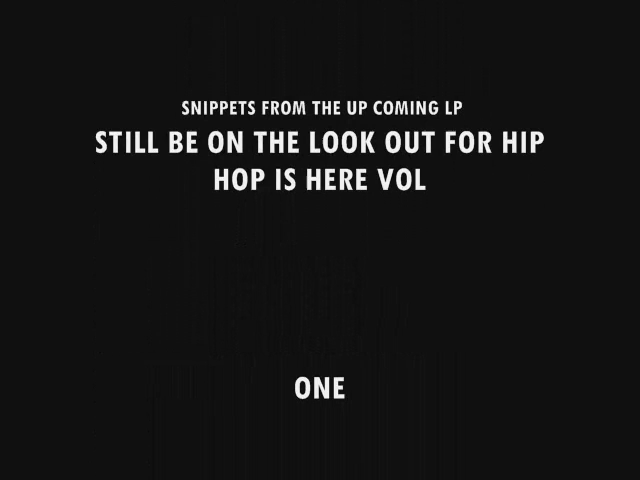 SNIPPETS FROM THE UP COMING LP
STILL BE ON THE LOOK OUT FOR HIP
HOP IS HERE VOL
ONE